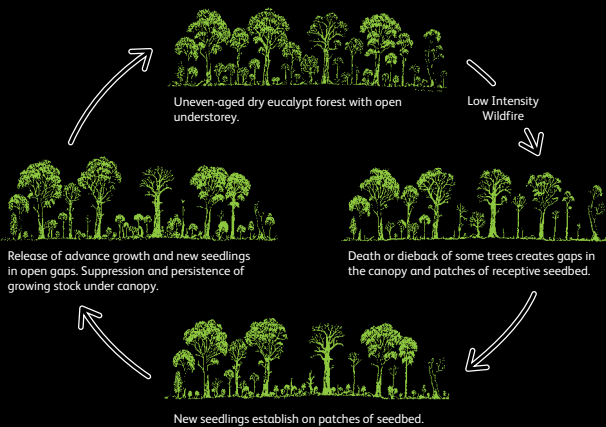 Uneven-aged dry eucalypt forest with open
understorey.
Low Intensity
Wildfire
Death or dieback of some trees creates gaps in
the canopy and patches of receptive seedbed.
New seedlings establish on patches of seedbed.
Release of advance growth and new seedlings
in open gaps. Suppression and persistence of
growing stock under canopy.